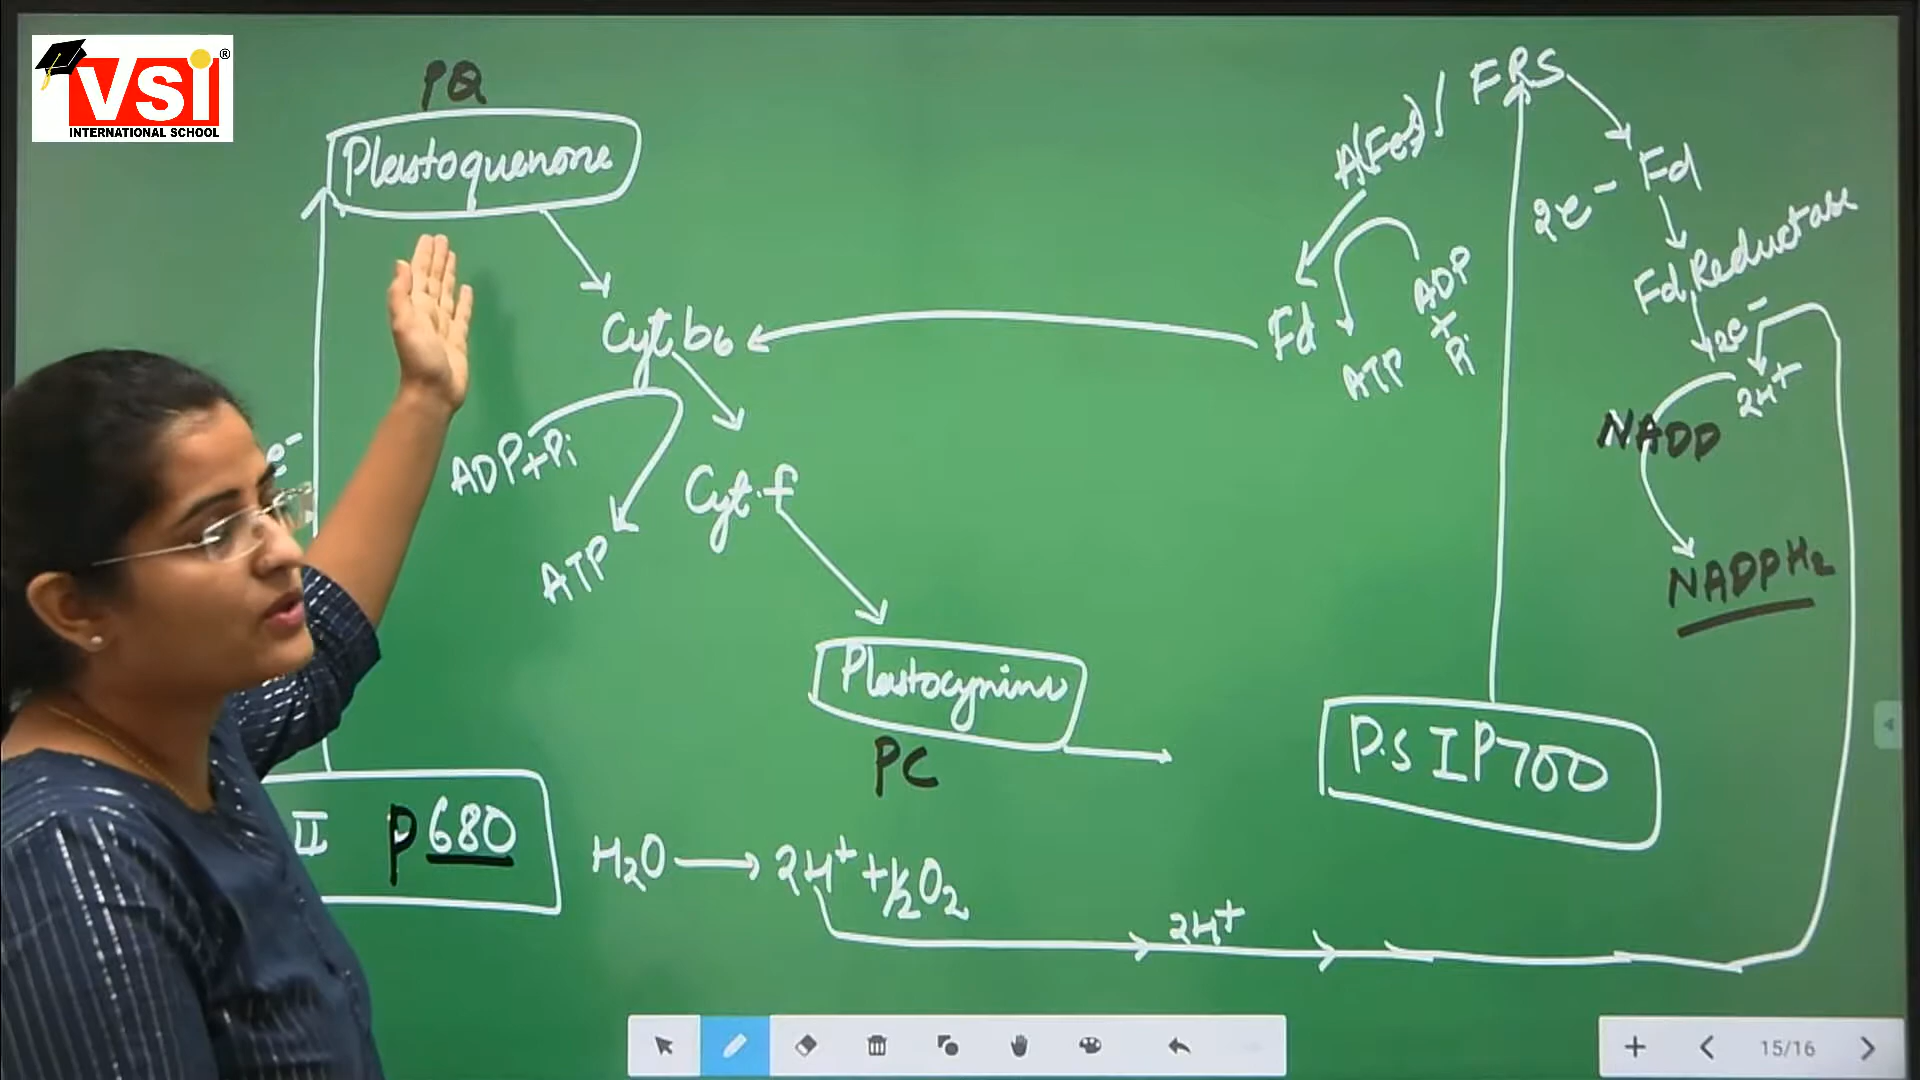 VSI®
INTERNATIONAL SCHOOL
PQ
Plastoquenone
Cyt b6
ADP+Pi
ATP
Cyt.f
Plastocynins
PC
e-
II P680
H2O → 2H+ + 1/2O2
2H+
P.S I P700
FRS
A(Fes) /
Fd
ADP
+
Pi
ATP
2e-
Fd
Fd Reductase
2e-
2H+
NADP
NADPH2
15/16